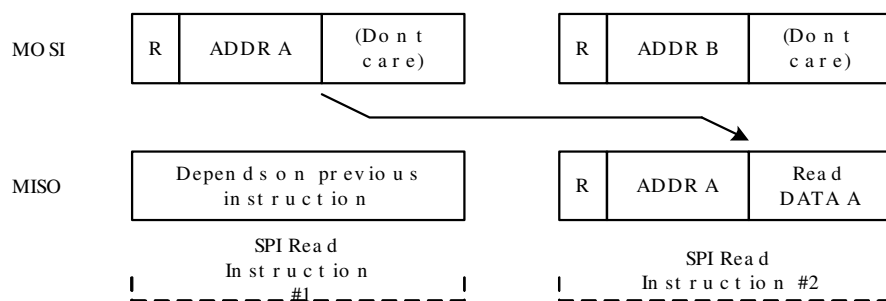 MOSI R ADDR A (Dont R ADDR B (Dont
care) care)
MISO Depends on previous R ADDR A Read
instruction DATA A
SPI Read SPI Read
Instruction Instruction #2
#1